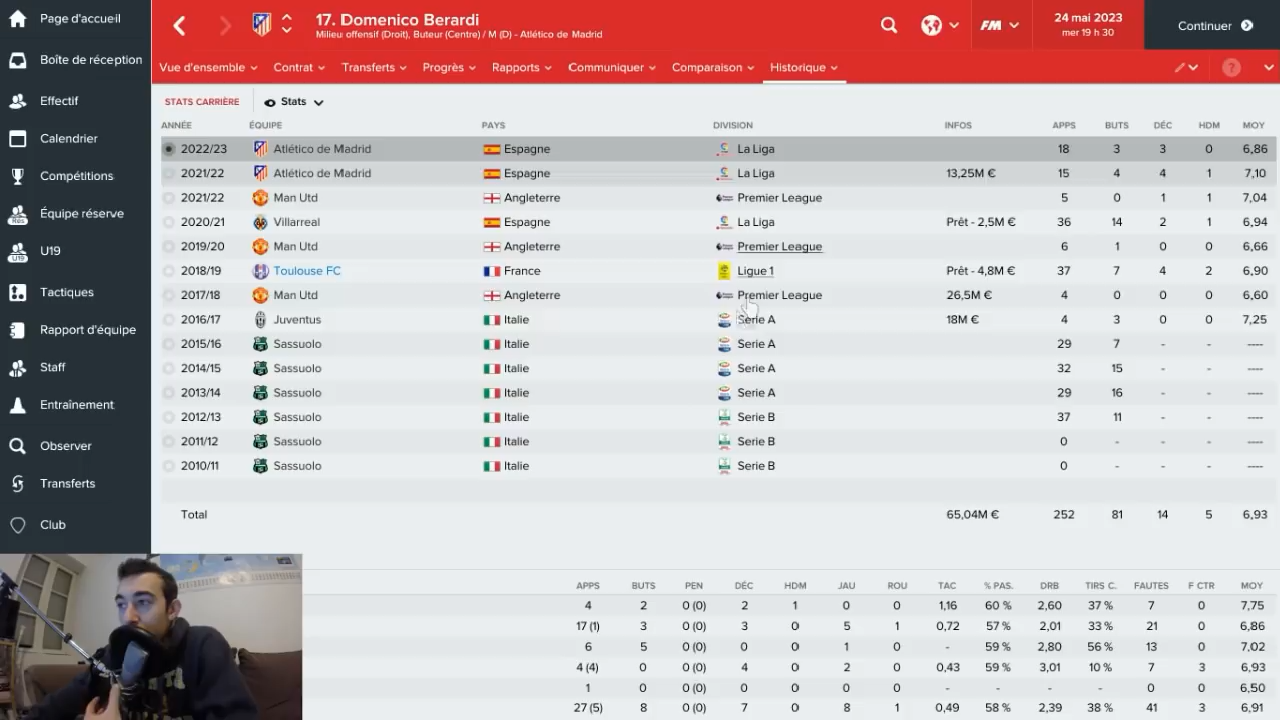 Page d'accueil
Boîte de réception
Effectif
Calendrier
Compétitions
Équipe réserve
U19
Tactiques
Rapport d'équipe
Staff
Entraînement
Observer
Transferts
Club
17. Domenico Berardi
Milieu offensif (Droit), Buteur (Centre) / M (D) - Atlético de Madrid
FM
24 mai 2023
mer 19 h 30
Continuer
Vue d'ensemble Contrat Transferts Progrès Rapports Communiquer Comparaison Historique
STATS CARRIÈRE Stats
ANNÉE ÉQUIPE PAYS DIVISION INFOS APPS BUTS DÉC HDM MOY
2022/23 Atlético de Madrid Espagne La Liga 18 3 3 0 6,86
2021/22 Atlético de Madrid Espagne La Liga 13,25M € 15 4 4 1 7,10
2021/22 Man Utd Angleterre Premier League 5 0 1 1 7,04
2020/21 Villarreal Espagne La Liga Prêt - 2,5M € 36 14 2 1 6,94
2019/20 Man Utd Angleterre Premier League 6 1 0 0 6,66
2018/19 Toulouse FC France Ligue 1 Prêt - 4,8M € 37 7 4 2 6,90
2017/18 Man Utd Angleterre Premier League 26,5M € 4 0 0 0 6,60
2016/17 Juventus Italie Serie A 18M € 4 3 0 0 7,25
2015/16 Sassuolo Italie Serie A 29 7 - - ----
2014/15 Sassuolo Italie Serie A 32 15 - - ----
2013/14 Sassuolo Italie Serie A 29 16 - - ----
2012/13 Sassuolo Italie Serie B 37 11 - - ----
2011/12 Sassuolo Italie Serie B 0 - - - ----
2010/11 Sassuolo Italie Serie B 0 - - - ----
Total 65,04M € 252 81 14 5 6,93
APPS BUTS PEN DÉC HDM JAU ROU TAC % PAS. DRB TIRS C. FAUTES F CTR MOY
4 2 0 (0) 2 1 0 0 1,16 60 % 2,60 37 % 7 0 7,75
17 (1) 3 0 (0) 3 0 5 1 0,72 57 % 2,01 33 % 21 0 6,86
6 5 0 (0) 0 0 1 0 - 59 % 2,80 56 % 13 0 7,02
4 (4) 0 0 (0) 4 0 2 0 0,43 59 % 3,01 10 % 7 3 6,93
1 0 0 (0) 0 0 0 0 - - - - 0 0 6,50
27 (5) 8 0 (0) 7 0 8 1 0,49 58 % 2,39 38 % 41 3 6,91